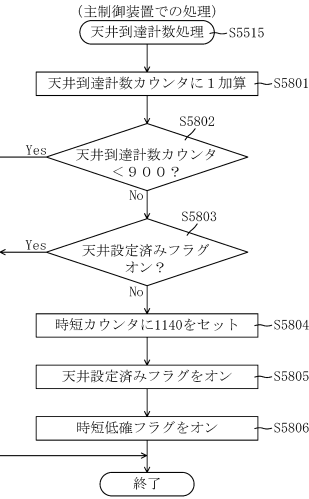 (主制御装置での処理)
天井到達計数処理 S5515
天井到達計数カウンタに１加算 S5801
S5802
Yes
天井到達計数カウンタ
＜９００？
No
S5803
Yes
天井設定済みフラグ
オン？
No
時短カウンタに1140をセット S5804
天井設定済みフラグをオン S5805
時短低確フラグをオン S5806
終了